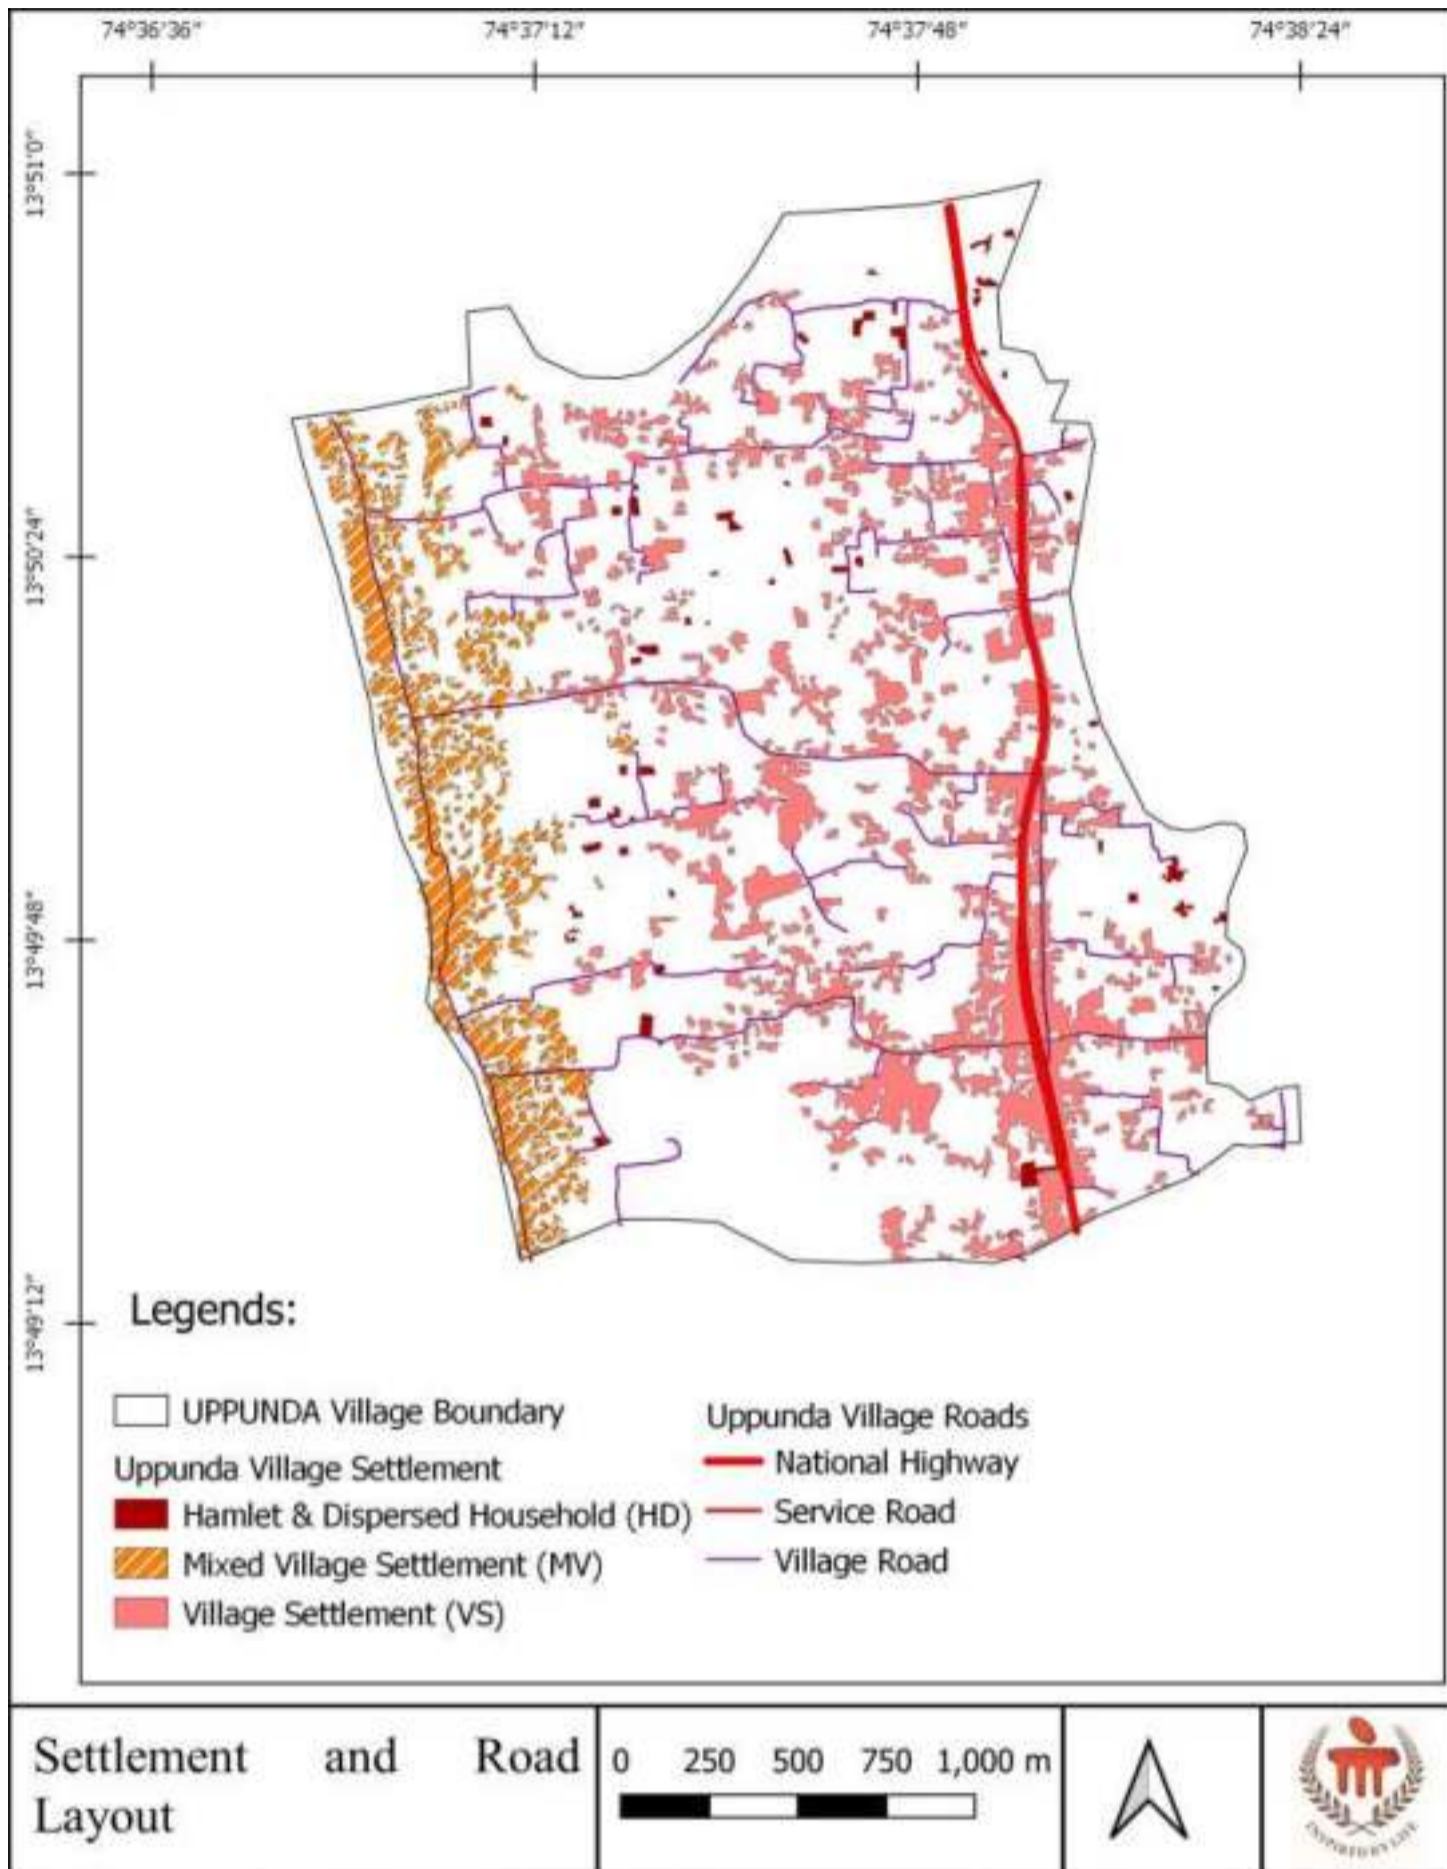 74°36'36" 74°37'12" 74°37'48" 74°38'24"
13°51'0"
13°50'24"
13°49'48"
13°49'12"
Legends:
UPPUNDA Village Boundary
Uppunda Village Settlement
Hamlet & Dispersed Household (HD)
Mixed Village Settlement (MV)
Village Settlement (VS)
Uppunda Village Roads
National Highway
Service Road
Village Road
Settlement and Road
Layout
0 250 500 750 1,000 m
INSPIRED BY LIFE